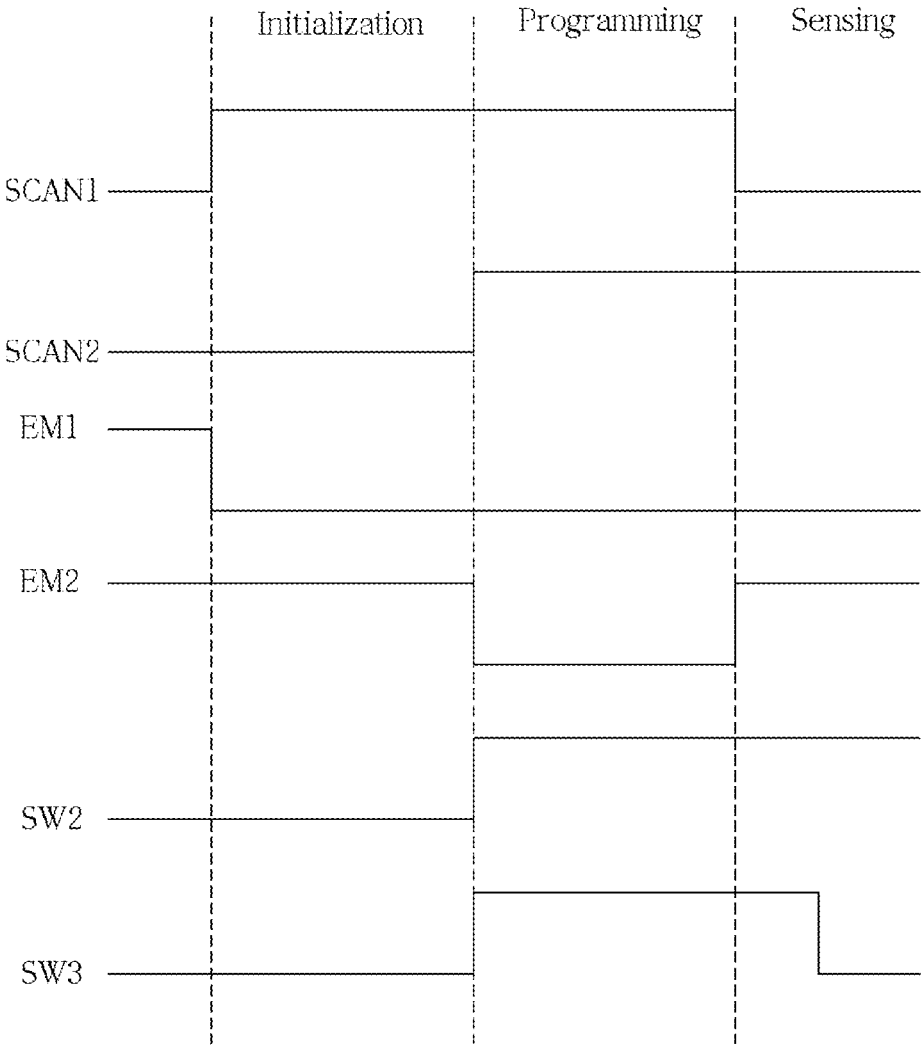 Initialization Programming Sensing
SCAN1
SCAN2
EM1
EM2
SW2
SW3